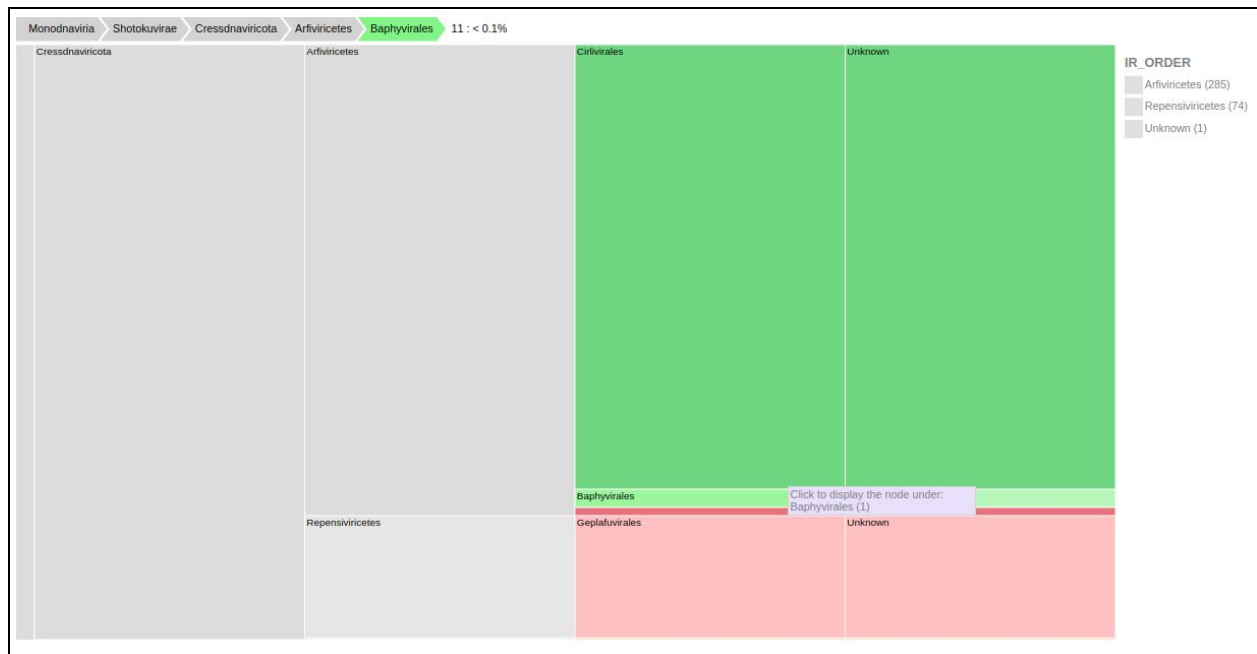 Monodnaviria Shotokuvirae Cressdnaviricota Arfiviricetes Baphyvirales 11 : < 0.1%
Cressdnaviricota Arfiviricetes Cirlivirales Unknown
IR_ORDER
Arfiviricetes (285)
Repensiviricetes (74)
Unknown (1)
Baphyvirales
Click to display the node under:
Baphyvirales (1)
Repensiviricetes Geplafuvirales Unknown